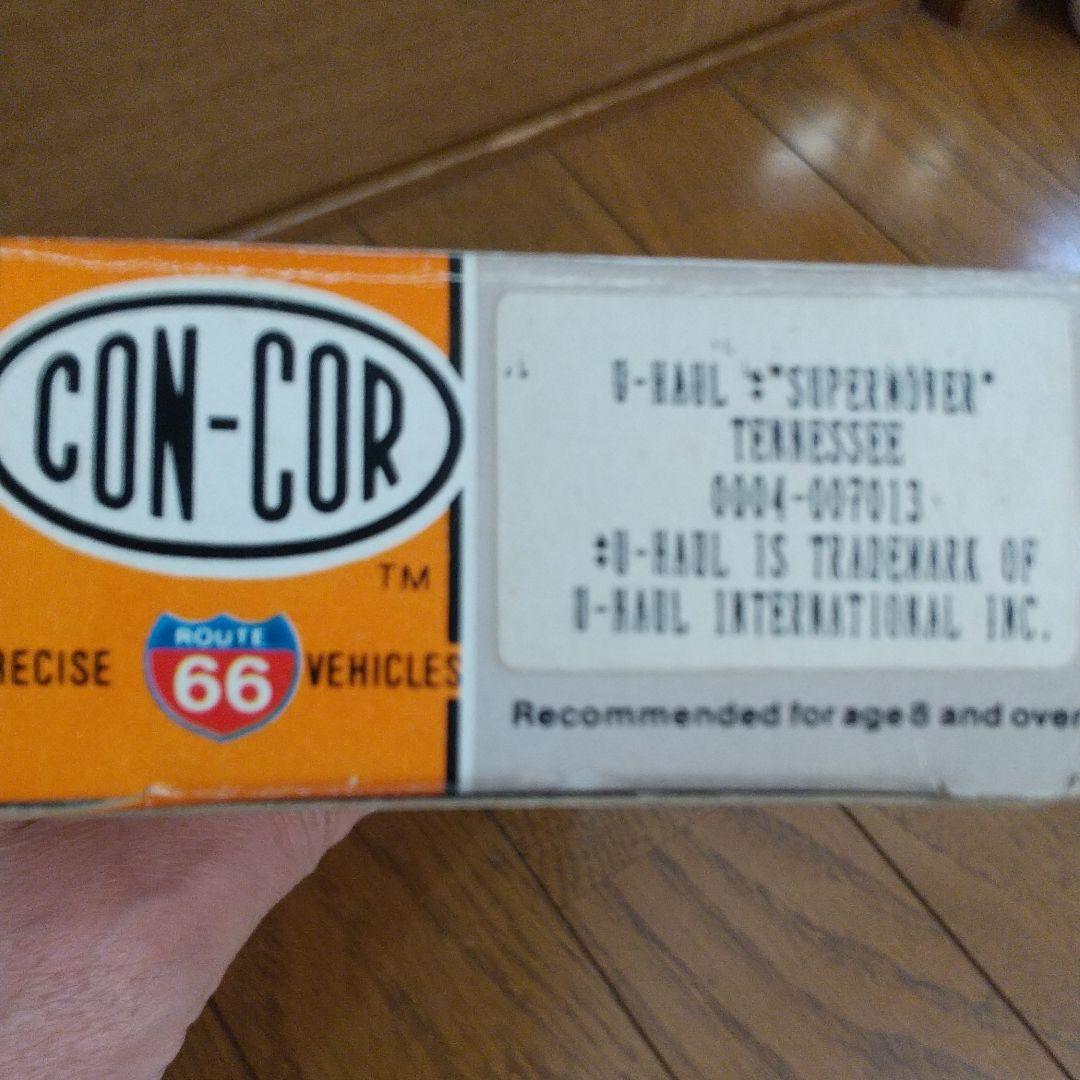 CON-COR
TM
RECISE ROUTE 66 VEHICLES
U-HAUL *"SUPERMOVER"
TENNESSEE
0004-007013
*U-HAUL IS TRADEMARK OF
U-HAUL INTERNATIONAL INC.
Recommended for age 8 and over